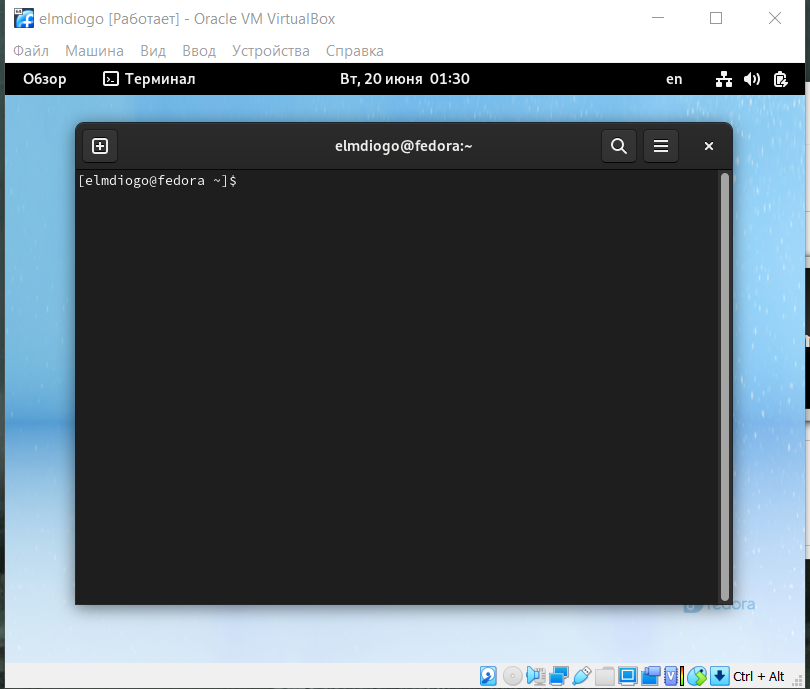 elmdiogo [Работает] - Oracle VM VirtualBox
Файл Машина Вид Ввод Устройства Справка
Обзор Терминал Вт, 20 июня 01:30 en
elmdiogo@fedora:~
[elmdiogo@fedora ~]$
fedora
Ctrl + Alt